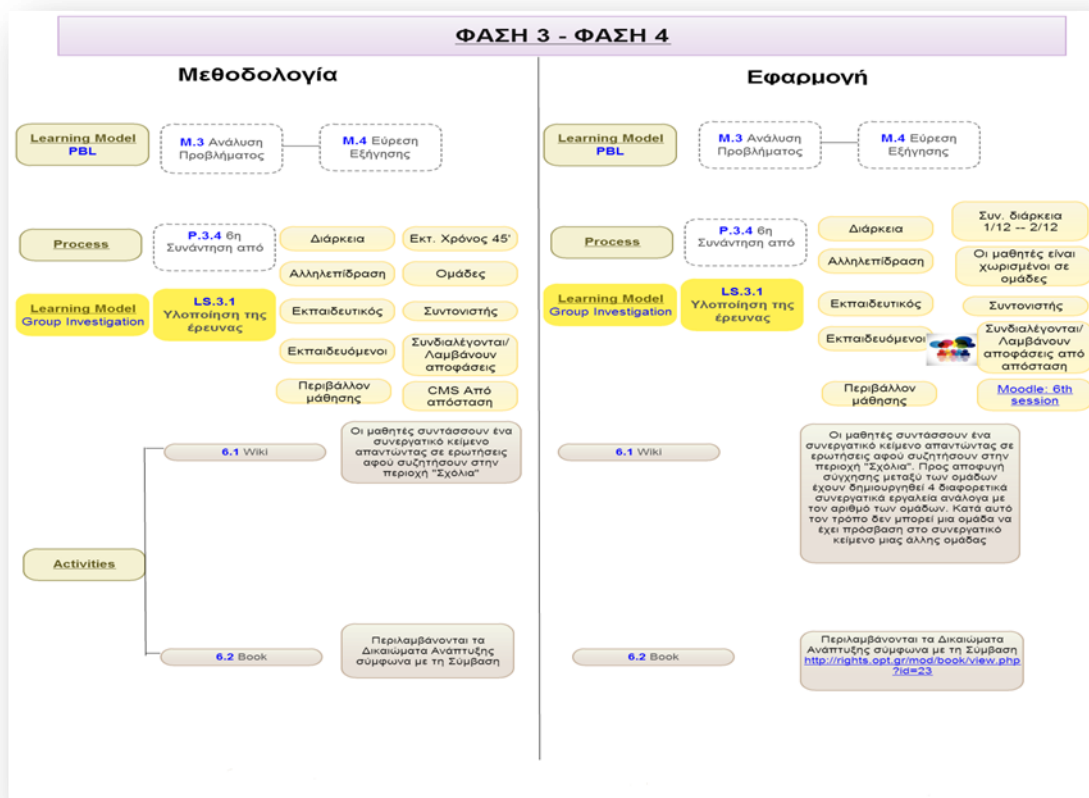 ΦΑΣΗ 3 - ΦΑΣΗ 4
Μεθοδολογία
Learning Model
PBL
M.3 Ανάλυση
Προβλήματος
M.4 Εύρεση
Εξήγησης
Process
P.3.4 6η
Συνάντηση από
Διάρκεια
Εκτ. Χρόνος 45'
Αλληλεπίδραση
Ομάδες
Learning Model
Group Investigation
LS.3.1
Υλοποίηση της
έρευνας
Εκπαιδευτικός
Συντονιστής
Εκπαιδευόμενοι
Συνδιαλέγονται/
Λαμβάνουν
αποφάσεις
Περιβάλλον
μάθησης
CMS Από
απόσταση
Activities
6.1 Wiki
Οι μαθητές συντάσσουν ένα
συνεργατικό κείμενο
απαντώντας σε ερωτήσεις
αφού συζητήσουν στην
περιοχή "Σχόλια"
6.2 Book
Περιλαμβάνονται τα
Δικαιώματα Ανάπτυξης
σύμφωνα με τη Σύμβαση
Εφαρμογή
Learning Model
PBL
M.3 Ανάλυση
Προβλήματος
M.4 Εύρεση
Εξήγησης
Process
P.3.4 6η
Συνάντηση από
Διάρκεια
Συν. διάρκεια
1/12 -- 2/12
Αλληλεπίδραση
Οι μαθητές είναι
χωρισμένοι σε
ομάδες
Learning Model
Group Investigation
LS.3.1
Υλοποίηση της
έρευνας
Εκπαιδευτικός
Συντονιστής
Εκπαιδευόμενοι
Συνδιαλέγονται/
Λαμβάνουν
αποφάσεις από
απόσταση
Περιβάλλον
μάθησης
Moodle: 6th
session
6.1 Wiki
Οι μαθητές συντάσσουν ένα
συνεργατικό κείμενο απαντώντας σε
ερωτήσεις αφού συζητήσουν στην
περιοχή "Σχόλια". Προς αποφυγή
σύγχησης μεταξύ των ομάδων
έχουν δημιουργηθεί 4 διαφορετικά
συνεργατικά εργαλεία ανάλογα με
τον αριθμό των ομάδων. Κατά αυτό
τον τρόπο δεν μπορεί μια ομάδα να
έχει πρόσβαση στο συνεργατικό
κείμενο μιας άλλης ομάδας
6.2 Book
Περιλαμβάνονται τα Δικαιώματα
Ανάπτυξης σύμφωνα με τη Σύμβαση
http://rights.opt.gr/mod/book/view.php
?id=23